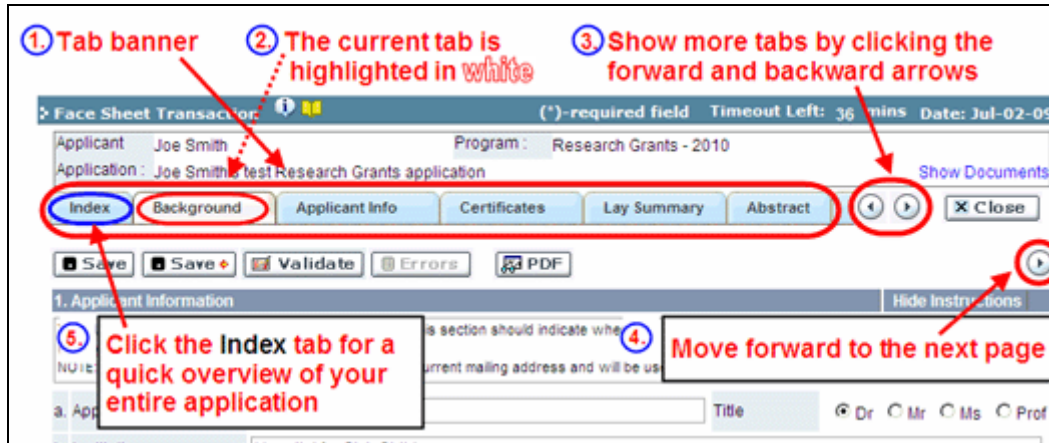 1. Tab banner
2. The current tab is
highlighted in white
3. Show more tabs by clicking the
forward and backward arrows
Face Sheet Transaction
(*)-required field Timeout Left: 36 mins Date: Jul-02-09
Applicant Joe Smith Program : Research Grants - 2010
Application : Joe Smith's test Research Grants application Show Documents
Index Background Applicant Info Certificates Lay Summary Abstract X Close
Save Save Validate Errors PDF
1. Applicant Information Hide Instructions
is section should indicate
NOTE: urrent mailing address and will be
5. Click the Index tab for a
quick overview of your
entire application
4. Move forward to the next page
a. App Title Dr Mr Ms Prof